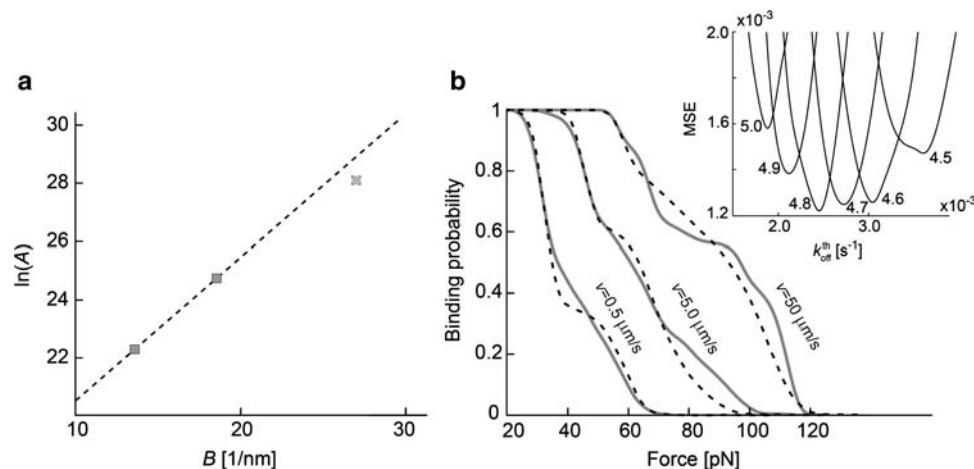 a
30
28
26
24
22
ln(A)
10
20
30
B [1/nm]
b
1
0.8
0.6
0.4
0.2
0
Binding probability
20
40
60
80
100
120
Force [pN]
v=0.5 μm/s
v=5.0 μm/s
v=50 μm/s
x10⁻³
2.0
1.6
1.2
MSE
5.0
4.9
4.8
4.7
4.6
4.5
2.0
3.0
x10⁻³
k_off^th [s⁻¹]